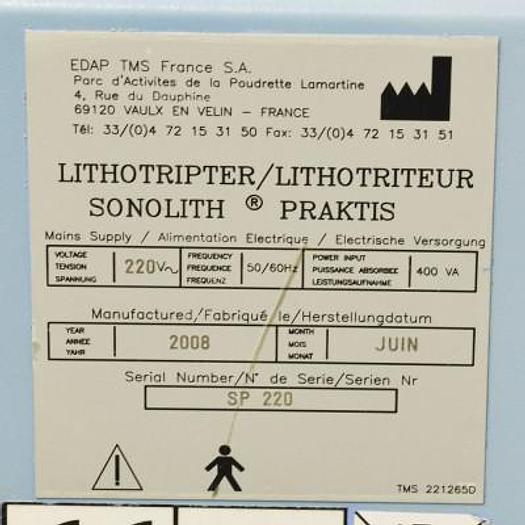 EDAP TMS France S.A.
Parc d'Activites de la Poudrette Lamartine
4, Rue du Dauphine
69120 VAULX EN VELIN – FRANCE
Tél: 33/(0)4 72 15 31 50 Fax: 33/(0)4 72 15 31 51
LITHOTRIPTER/LITHOTRITEUR
SONOLITH ® PRAKTIS
Mains Supply / Alimentation Electrique / Electrische Versorgung
VOLTAGE
TENSION
SPANNUNG
220V~
FREQUENCY
FREQUENCE
FREQUENZ
50/60Hz
POWER INPUT
PUISSANCE ABSORBEE
LEISTUNGSAUFNAHME
400 VA
Manufactured/Fabriqué le/Herstellungdatum
YEAR
ANNEE
YAHR
2008
MONTH
MOIS
MONAT
JUIN
Serial Number/N° de Serie/Serien Nr
SP 220
TMS 221265D